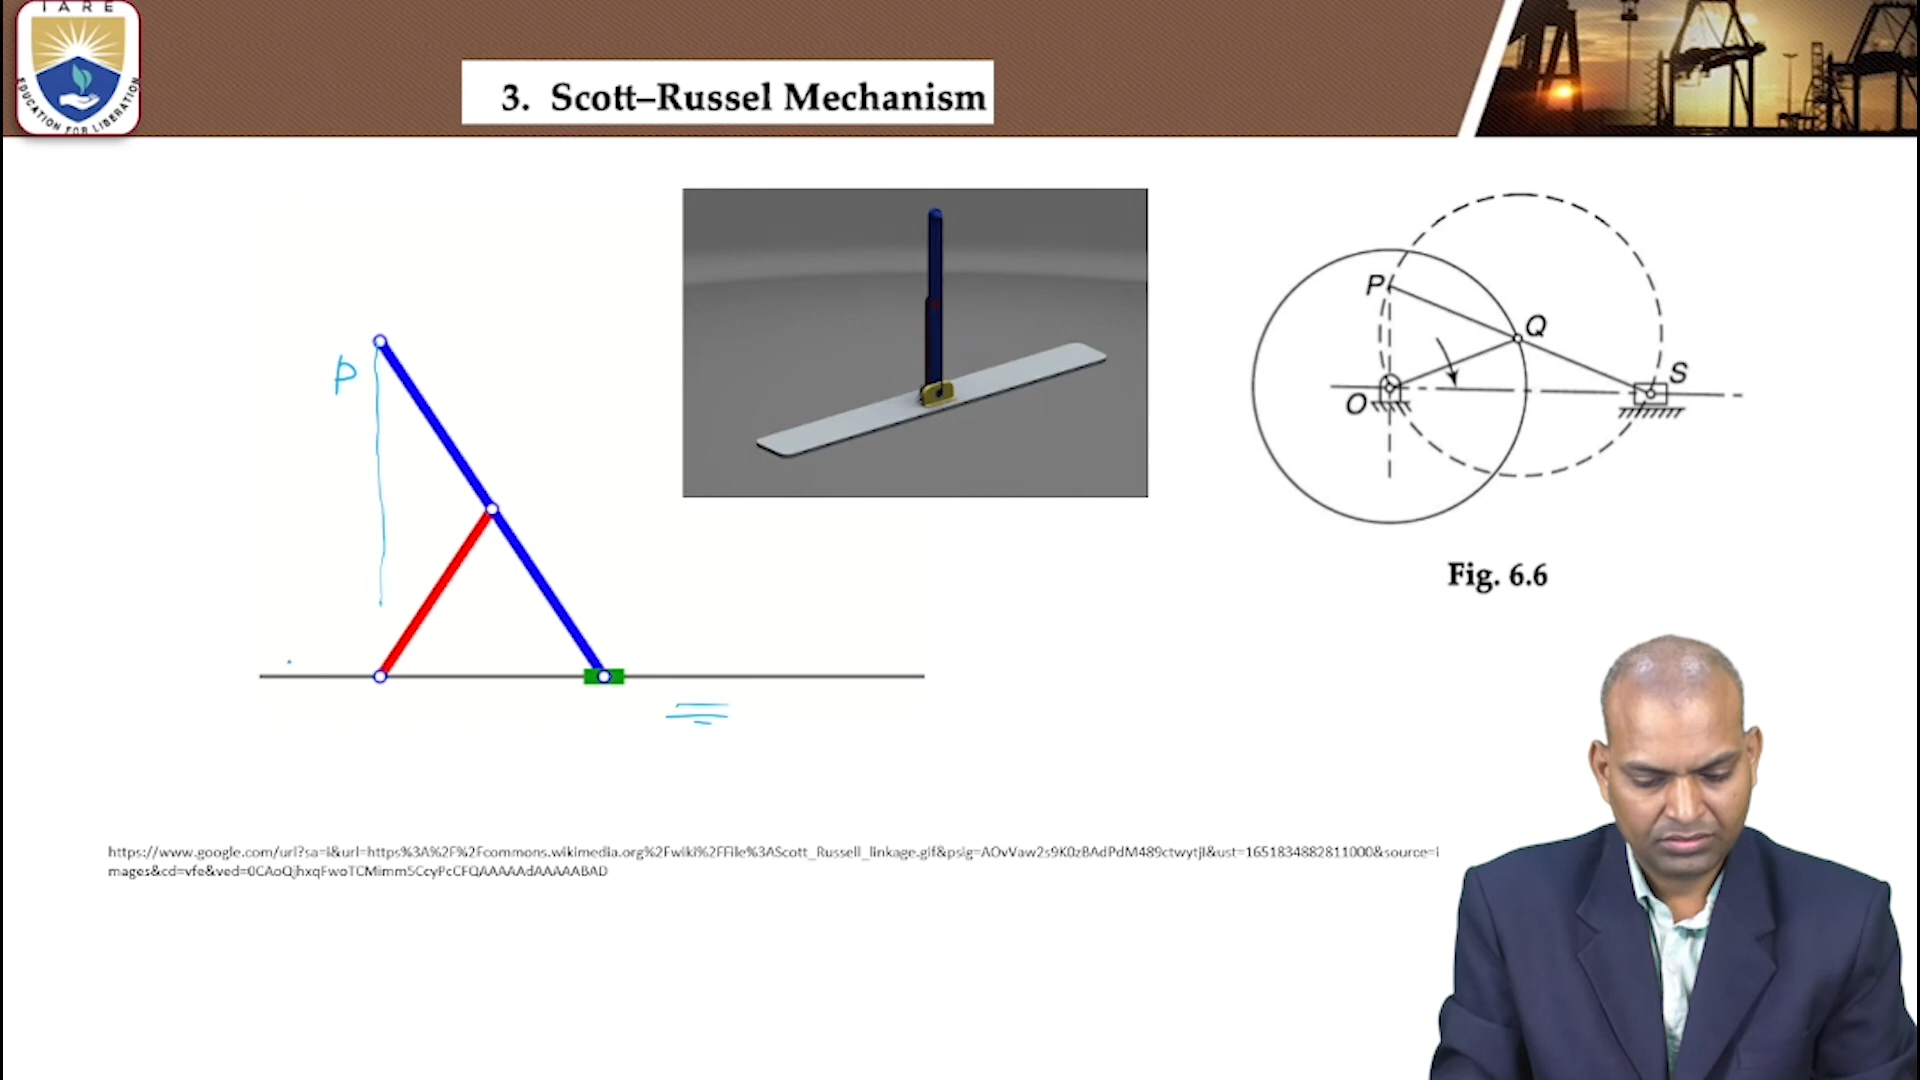 IARE
EDUCATION FOR LIBERATION
3. Scott–Russel Mechanism
P
P
Q
S
O
Fig. 6.6
https://www.google.com/url?sa=i&url=https%3A%2F%2Fcommons.wikimedia.org%2Fwiki%2FFile%3AScott_Russell_linkage.gif&psig=AOvVaw2s9K0zBAdPdM489ctwytjl&ust=1651834882811000&source=i
mages&cd=vfe&ved=0CAoQjhxqFwoTCMimm5CcyPcCFQAAAAAdAAAAABAD